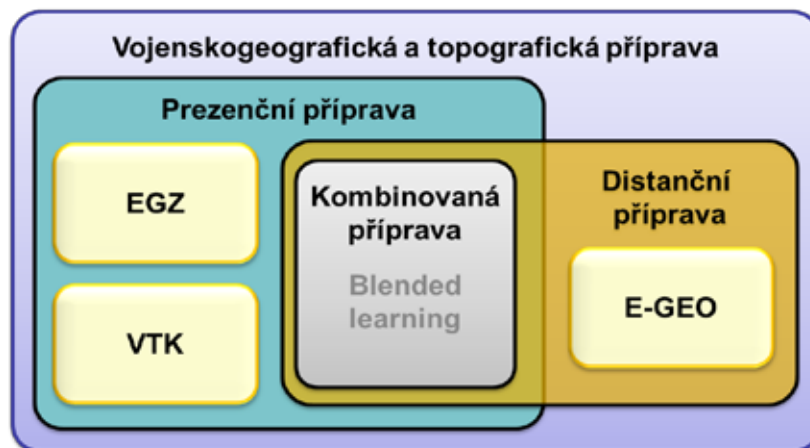 Vojenskogeografická a topografická příprava
Prezenční příprava
EGZ
VTK
Kombinovaná
příprava
Blended
learning
Distanční
příprava
E-GEO